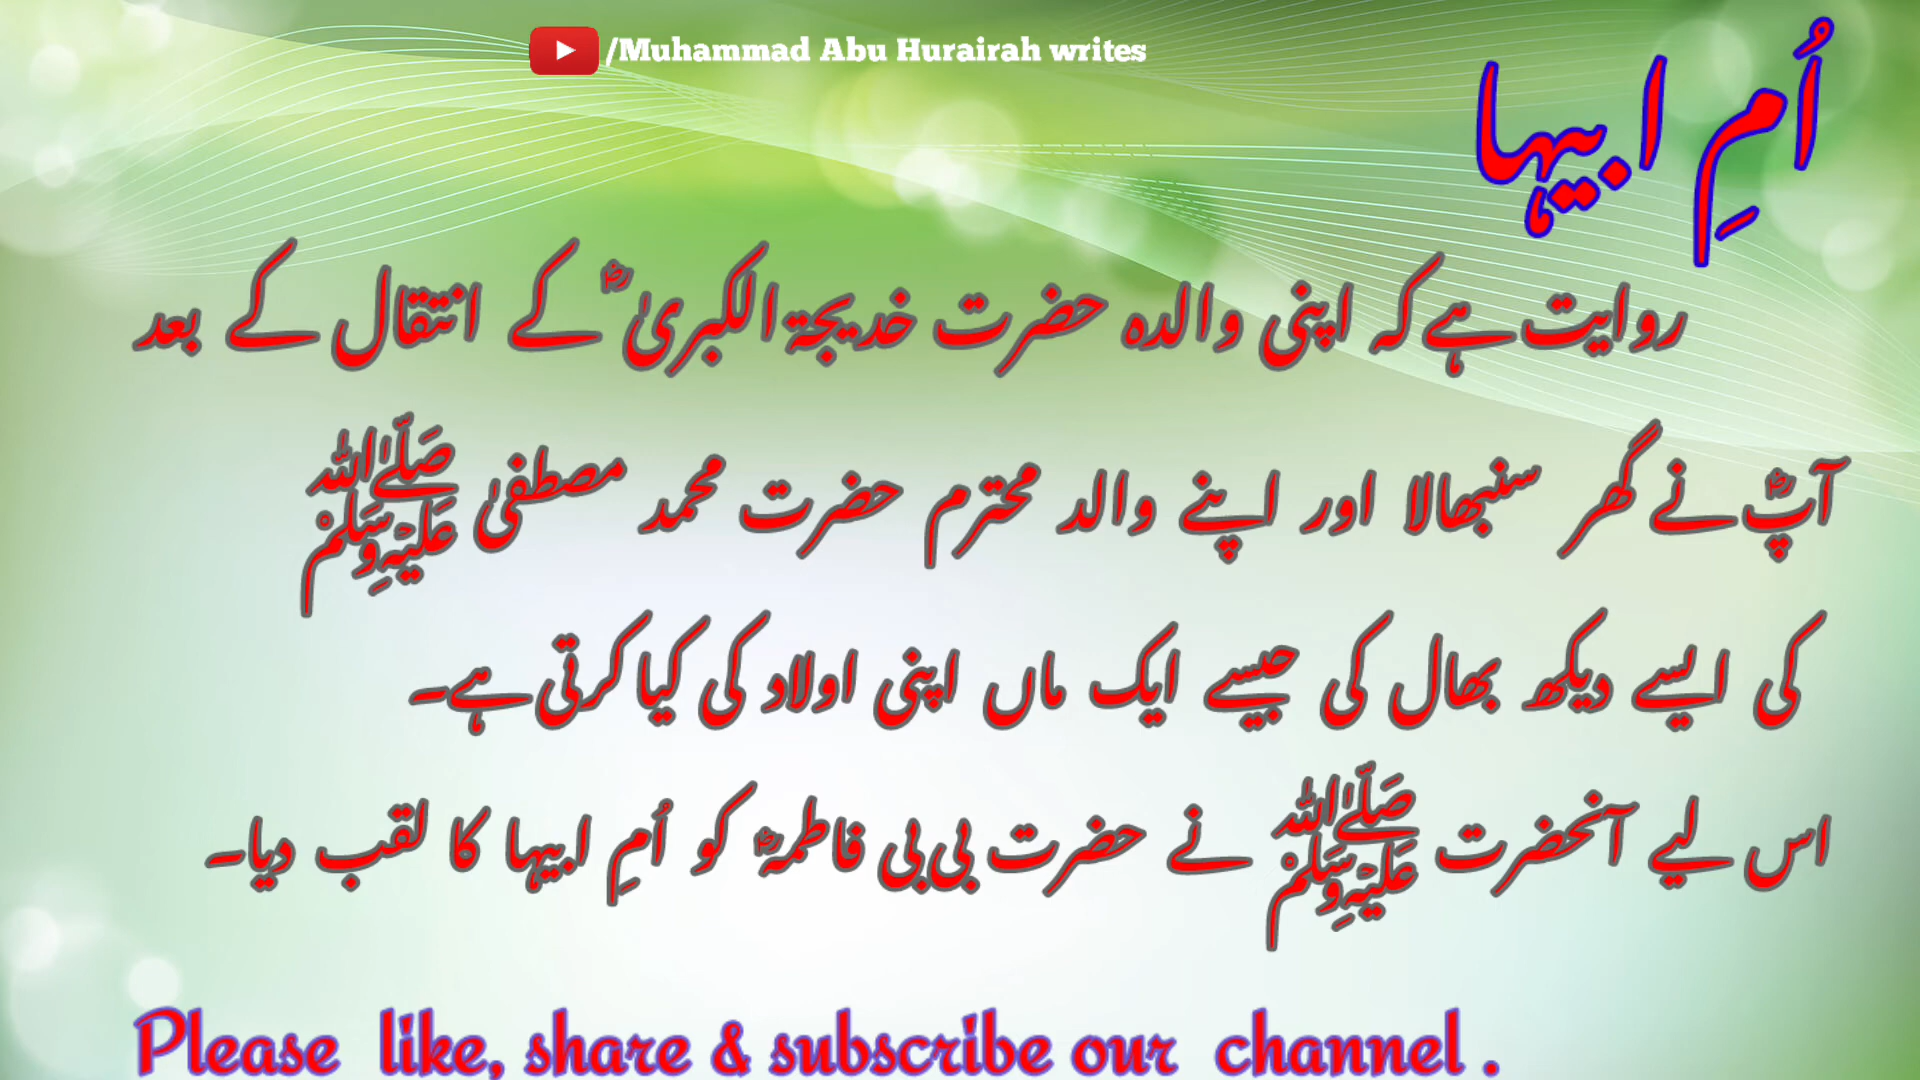 /Muhammad Abu Hurairah writes
اُمِ ابیہا
روایت ہے کہ اپنی والدہ حضرت خدیجۃ الکبریٰ ؓ کے انتقال کے بعد
آپؓ نے گھر سنبھالا اور اپنے والد محترم حضرت محمد مصطفیٰ ﷺ
کی ایسے دیکھ بھال کی جیسے ایک ماں اپنی اولاد کی کیا کرتی ہے۔
اس لیے آنحضرت ﷺ نے حضرت بی بی فاطمہؓ کو اُمِ ابیہا کا لقب دیا۔
Please like, share & subscribe our channel .